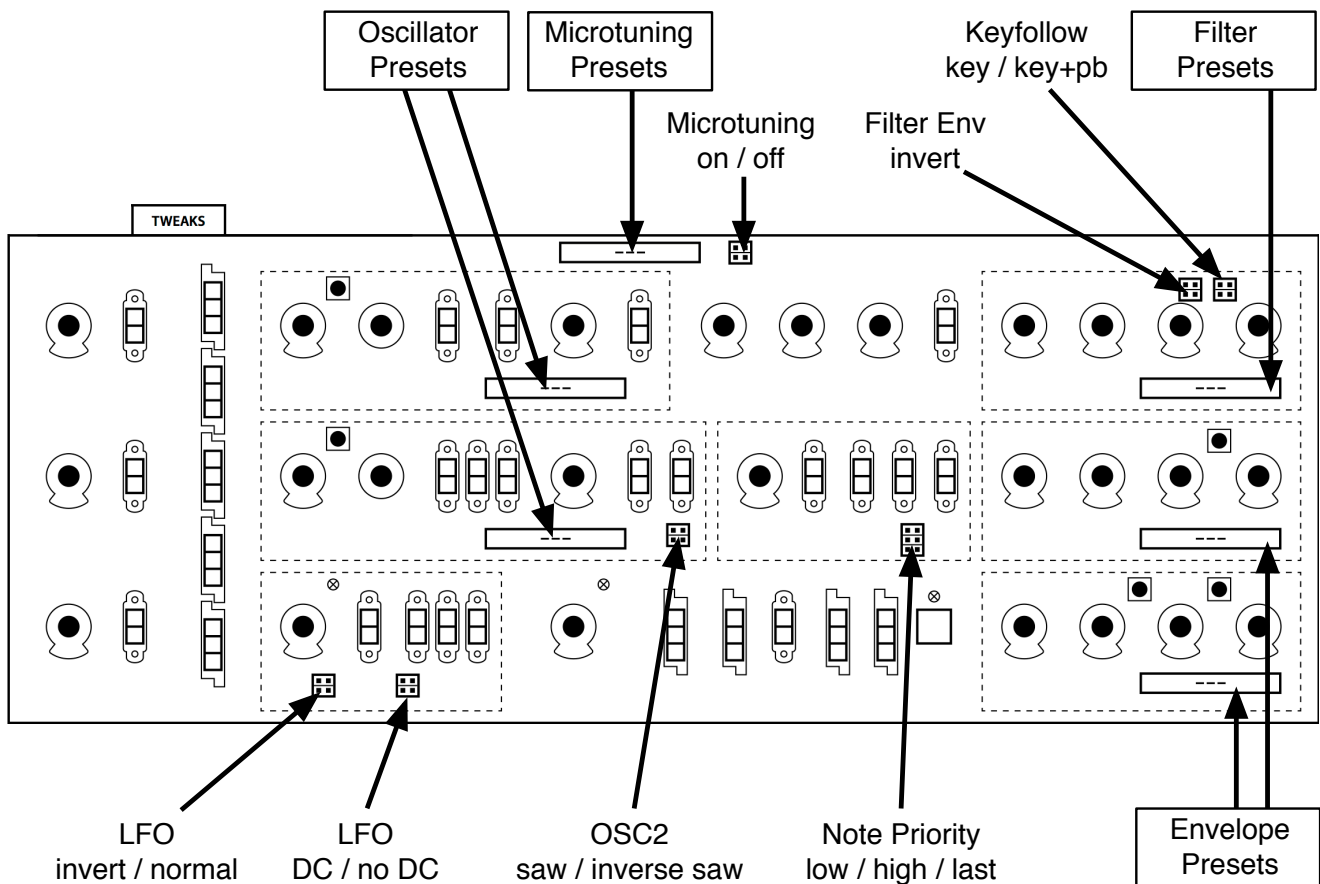 Oscillator
Presets
Microtuning
Presets
Keyfollow
key / key+pb
Filter
Presets
Microtuning
on / off
Filter Env
invert
TWEAKS
LFO
invert / normal
LFO
DC / no DC
OSC2
saw / inverse saw
Note Priority
low / high / last
Envelope
Presets